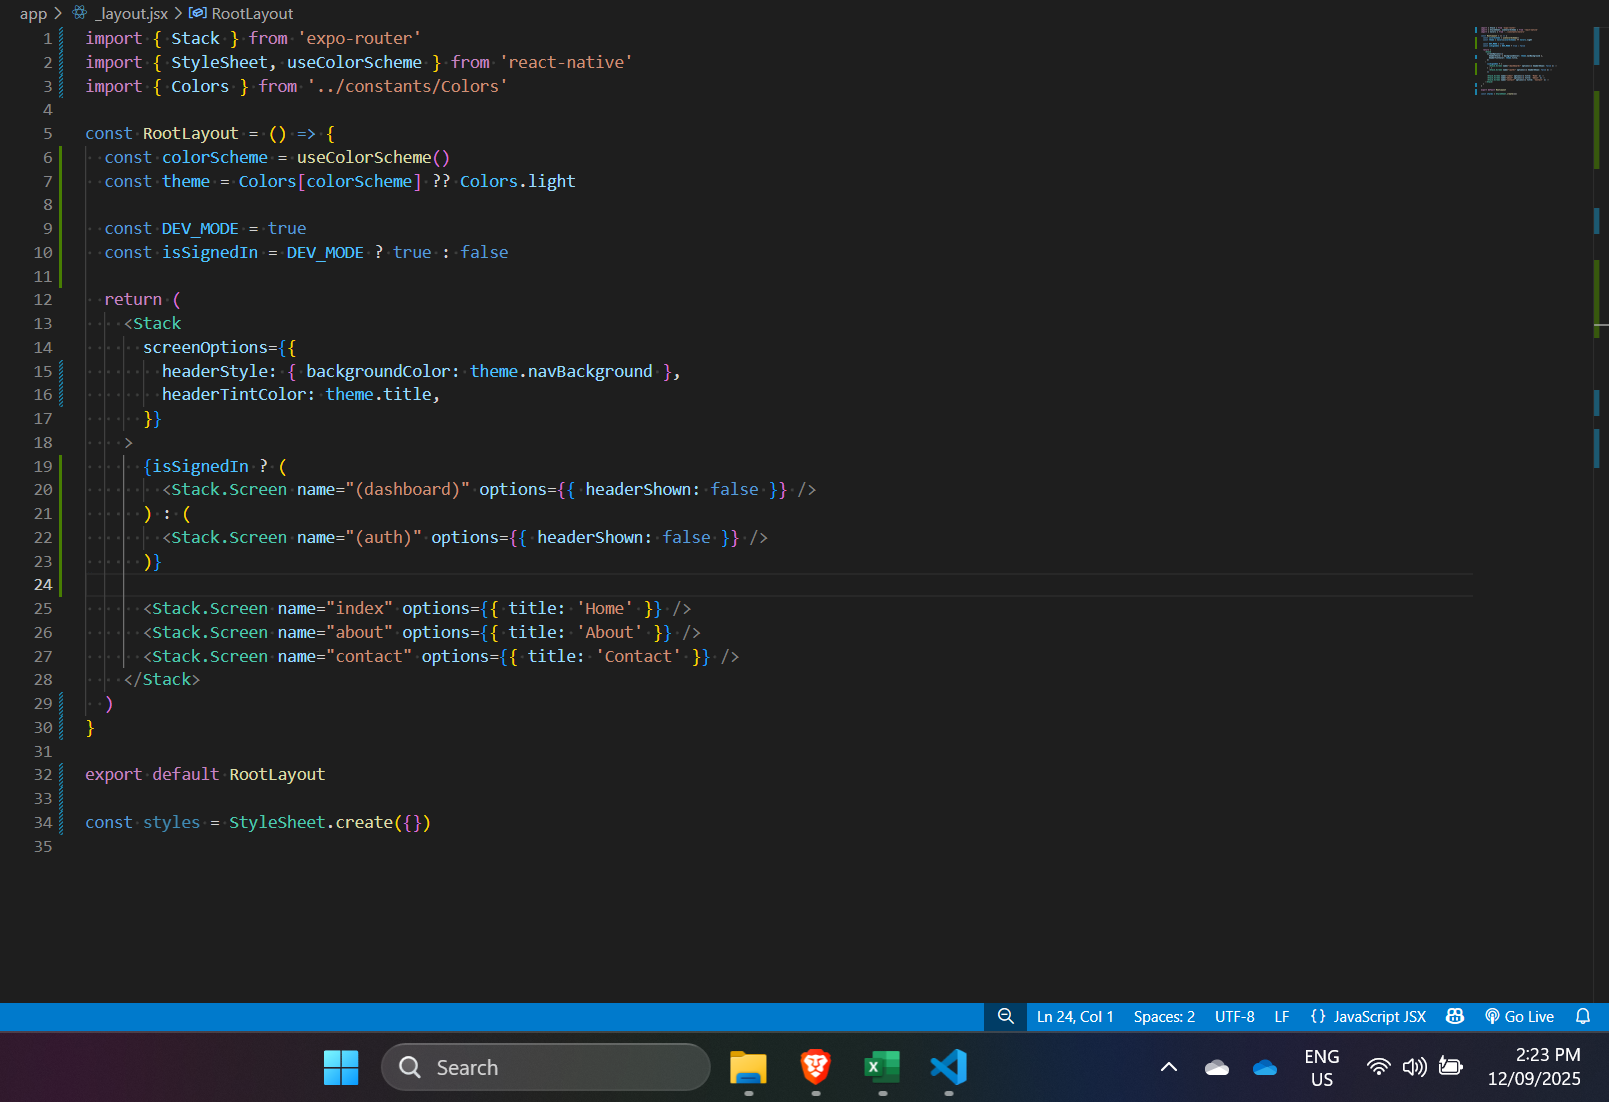 app > _layout.jsx > RootLayout
1 import { Stack } from 'expo-router'
2 import { StyleSheet, useColorScheme } from 'react-native'
3 import { Colors } from '../constants/Colors'
4
5 const RootLayout = () => {
6   const colorScheme = useColorScheme()
7   const theme = Colors[colorScheme] ?? Colors.light
8
9   const DEV_MODE = true
10   const isSignedIn = DEV_MODE ? true : false
11
12   return (
13     <Stack
14       screenOptions={{
15         headerStyle: { backgroundColor: theme.navBackground },
16         headerTintColor: theme.title,
17       }}
18     >
19       {isSignedIn ? (
20         <Stack.Screen name="(dashboard)" options={{ headerShown: false }} />
21       ) : (
22         <Stack.Screen name="(auth)" options={{ headerShown: false }} />
23       )}
24
25       <Stack.Screen name="index" options={{ title: 'Home' }} />
26       <Stack.Screen name="about" options={{ title: 'About' }} />
27       <Stack.Screen name="contact" options={{ title: 'Contact' }} />
28     </Stack>
29   )
30 }
31
32 export default RootLayout
33
34 const styles = StyleSheet.create({})
35
Ln 24, Col 1 Spaces: 2 UTF-8 LF {} JavaScript JSX Go Live
Search
ENG
US
2:23 PM
12/09/2025